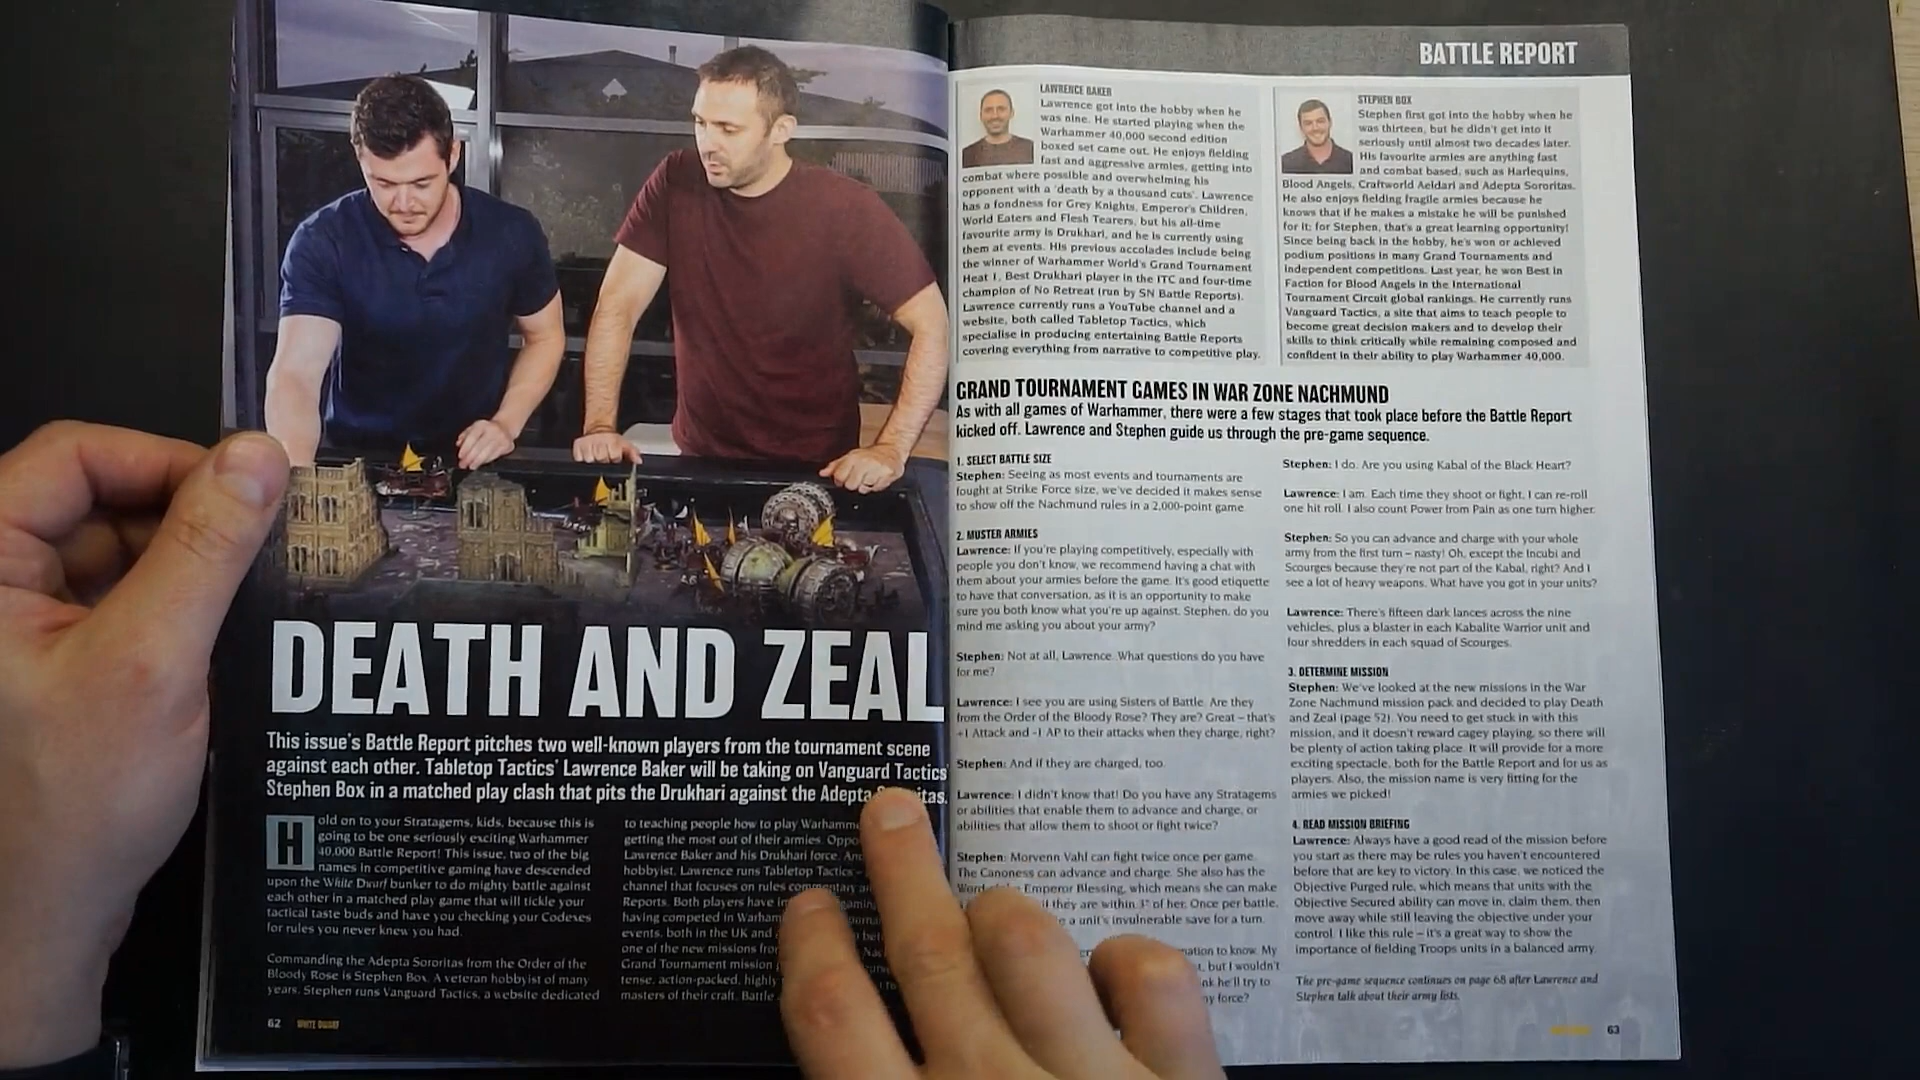 DEATH AND ZEAL
This issue's Battle Report pitches two well-known players from the tournament scene
against each other. Tabletop Tactics' Lawrence Baker will be taking on Vanguard Tactics'
Stephen Box in a matched play clash that pits the Drukhari against the Adepta
Hold on to your Stratagems, kids, because this is
going to be one seriously exciting Warhammer
40,000 Battle Report! This issue, two of the big
names in competitive gaming have descended
upon the White Dwarf bunker to do mighty battle against
each other in a matched play game that will tickle your
tactical taste buds and have you checking your Codexes
for rules you never knew you had.
Commanding the Adepta Sororitas from the Order of the
Bloody Rose is Stephen Box. A veteran hobbyist of many
years, Stephen runs Vanguard Tactics, a website dedicated
to teaching people how to play
getting the most out of their armies.
Lawrence Baker and his Drukhari force.
hobbyist, Lawrence runs Tabletop Tactics –
channel that focuses on rules commentary
Reports. Both players have
having competed in
events, both in the UK and
one of the new missions from
Grand Tournament mission
tense, action-packed, highly
masters of their craft. Battle
62 WHITE DWARF
BATTLE REPORT
LAWRENCE BAKER
Lawrence got into the hobby when he
was nine. He started playing when the
Warhammer 40,000 second edition
boxed set came out. He enjoys fielding
fast and aggressive armies, getting into
combat where possible and overwhelming his
opponent with a 'death by a thousand cuts'. Lawrence
has a fondness for Grey Knights, Emperor's Children,
World Eaters and Flesh Tearers, but his all-time
favourite army is Drukhari, and he is currently using
them at events. His previous accolades include being
the winner of Warhammer World's Grand Tournament
Heat 1, Best Drukhari player in the ITC and four-time
champion of No Retreat (run by SN Battle Reports).
Lawrence currently runs a YouTube channel and a
website, both called Tabletop Tactics, which
specialise in producing entertaining Battle Reports
covering everything from narrative to competitive play.
STEPHEN BOX
Stephen first got into the hobby when he
was thirteen, but he didn't get into it
seriously until almost two decades later.
His favourite armies are anything fast
and combat based, such as Harlequins,
Blood Angels, Craftworld Aeldari and Adepta Sororitas.
He also enjoys fielding fragile armies because he
knows that if he makes a mistake he will be punished
for it; for Stephen, that's a great learning opportunity!
Since being back in the hobby, he's won or achieved
podium positions in many Grand Tournaments and
independent competitions. Last year, he won Best in
Faction for Blood Angels in the International
Tournament Circuit global rankings. He currently runs
Vanguard Tactics, a site that aims to teach people to
become great decision makers and to develop their
skills to think critically while remaining composed and
confident in their ability to play Warhammer 40,000.
GRAND TOURNAMENT GAMES IN WAR ZONE NACHMUND
As with all games of Warhammer, there were a few stages that took place before the Battle Report
kicked off. Lawrence and Stephen guide us through the pre-game sequence.
1. SELECT BATTLE SIZE
Stephen: Seeing as most events and tournaments are
fought at Strike Force size, we've decided it makes sense
to show off the Nachmund rules in a 2,000-point game.
2. MUSTER ARMIES
Lawrence: If you're playing competitively, especially with
people you don't know, we recommend having a chat with
them about your armies before the game. It's good etiquette
to have that conversation, as it is an opportunity to make
sure you both know what you're up against. Stephen, do you
mind me asking you about your army?
Stephen: Not at all, Lawrence. What questions do you have
for me?
Lawrence: I see you are using Sisters of Battle. Are they
from the Order of the Bloody Rose? They are? Great – that's
+1 Attack and -1 AP to their attacks when they charge, right?
Stephen: And if they are charged, too.
Lawrence: I didn't know that! Do you have any Stratagems
or abilities that enable them to advance and charge, or
abilities that allow them to shoot or fight twice?
Stephen: Morvenn Vahl can fight twice once per game.
The Canoness can advance and charge. She also has the
Emperor Blessing, which means she can make
if they are within 3" of her. Once per battle,
a unit's invulnerable save for a turn.
to know. My
, but I wouldn't
he'll try to
force?
Stephen: I do. Are you using Kabal of the Black Heart?
Lawrence: I am. Each time they shoot or fight, I can re-roll
one hit roll. I also count Power from Pain as one turn higher.
Stephen: So you can advance and charge with your whole
army from the first turn – nasty! Oh, except the Incubi and
Scourges because they're not part of the Kabal, right? And I
see a lot of heavy weapons. What have you got in your units?
Lawrence: There's fifteen dark lances across the nine
vehicles, plus a blaster in each Kabalite Warrior unit and
four shredders in each squad of Scourges.
3. DETERMINE MISSION
Stephen: We've looked at the new missions in the War
Zone Nachmund mission pack and decided to play Death
and Zeal (page 52). You need to get stuck in with this
mission, and it doesn't reward cagey playing, so there will
be plenty of action taking place. It will provide for a more
exciting spectacle, both for the Battle Report and for us as
players. Also, the mission name is very fitting for the
armies we picked!
4. READ MISSION BRIEFING
Lawrence: Always have a good read of the mission before
you start as there may be rules you haven't encountered
before that are key to victory. In this case, we noticed the
Objective Purged rule, which means that units with the
Objective Secured ability can move in, claim them, then
move away while still leaving the objective under your
control. I like this rule – it's a great way to show the
importance of fielding Troops units in a balanced army.
The pre-game sequence continues on page 68 after Lawrence and
Stephen talk about their army lists.
63